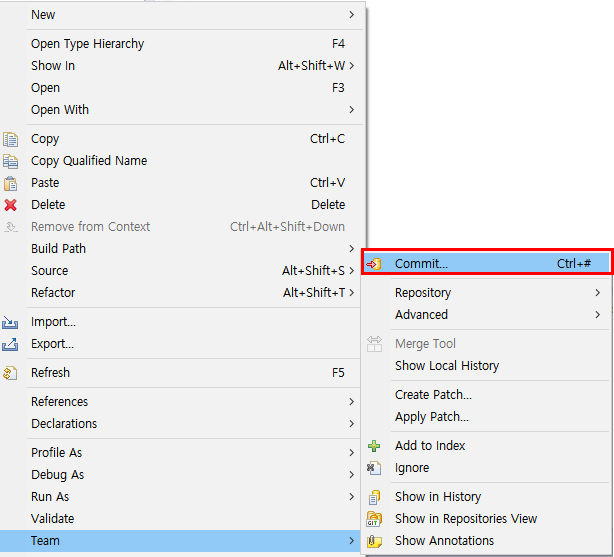 New
Open Type Hierarchy F4
Show In Alt+Shift+W
Open F3
Open With
Copy Ctrl+C
Copy Qualified Name
Paste Ctrl+V
Delete Delete
Remove from Context Ctrl+Alt+Shift+Down
Build Path
Source Alt+Shift+S
Refactor Alt+Shift+T
Import...
Export...
Refresh F5
References
Declarations
Profile As
Debug As
Run As
Validate
Team
Commit... Ctrl+#
Repository
Advanced
Merge Tool
Show Local History
Create Patch...
Apply Patch...
Add to Index
Ignore
Show in History
GIT Show in Repositories View
Show Annotations